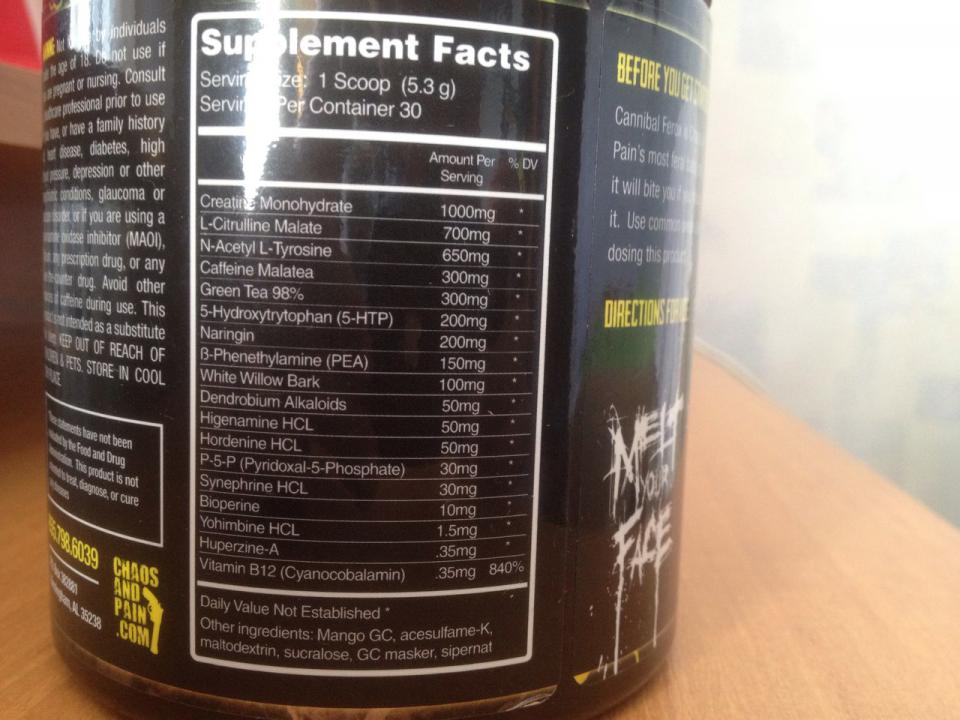 individuals
the age of 18. Do not use if
pregnant or nursing. Consult
professional prior to use
have, or have a family history
disease, diabetes, high
pressure, depression or other
conditions, glaucoma or
or if you are using a
inhibitor (MAOI),
prescription drug, or any
drug. Avoid other
of caffeine during use. This
not intended as a substitute
KEEP OUT OF REACH OF
& PETS. STORE IN COOL
These statements have not been
by the Food and Drug
This product is not
to treat, diagnose, or cure
798.6039
35238
CHAOS
AND
PAIN
.COM
Supplement Facts
Serving Size: 1 Scoop (5.3 g)
Per Container 30
Amount Per Serving % DV
Creatine Monohydrate 1000mg *
L-Citrulline Malate 700mg *
N-Acetyl L-Tyrosine 650mg *
Caffeine Malatea 300mg *
Green Tea 98% 300mg *
5-Hydroxytrytophan (5-HTP) 200mg *
Naringin 200mg *
ß-Phenethylamine (PEA) 150mg
White Willow Bark 100mg *
Dendrobium Alkaloids 50mg
Higenamine HCL 50mg *
Hordenine HCL 50mg *
P-5-P (Pyridoxal-5-Phosphate) 30mg *
Synephrine HCL 30mg *
Bioperine 10mg *
Yohimbine HCL 1.5mg *
Huperzine-A .35mg *
Vitamin B12 (Cyanocobalamin) .35mg 840%
Daily Value Not Established *
Other ingredients: Mango GC, acesulfame-K,
maltodextrin, sucralose, GC masker, sipernat
BEFORE YOU GET
Cannibal Ferox
Pain's most
it will bite you if
it. Use common
dosing this product
DIRECTIONS FOR
MELT
YOUR
FACE